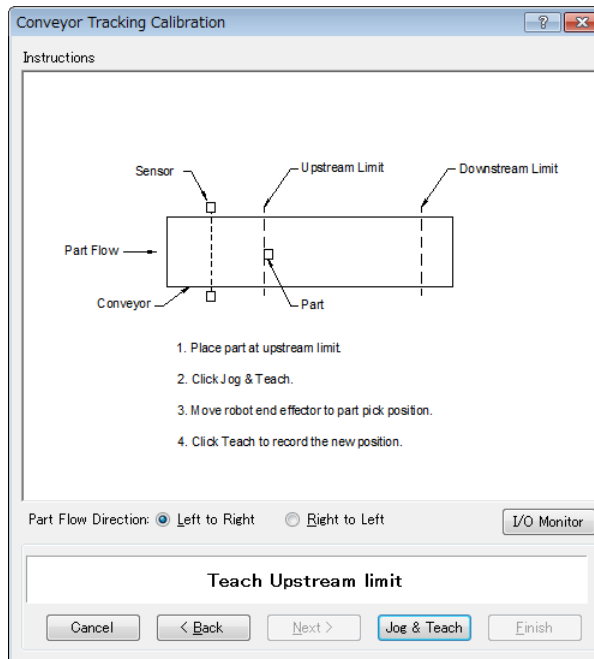 Conveyor Tracking Calibration
Instructions
Sensor
Upstream Limit
Downstream Limit
Part Flow
Conveyor
Part
1. Place part at upstream limit.
2. Click Jog & Teach.
3. Move robot end effector to part pick position.
4. Click Teach to record the new position.
Part Flow Direction: Left to Right Right to Left I/O Monitor
Teach Upstream limit
Cancel < Back Next > Jog & Teach Finish